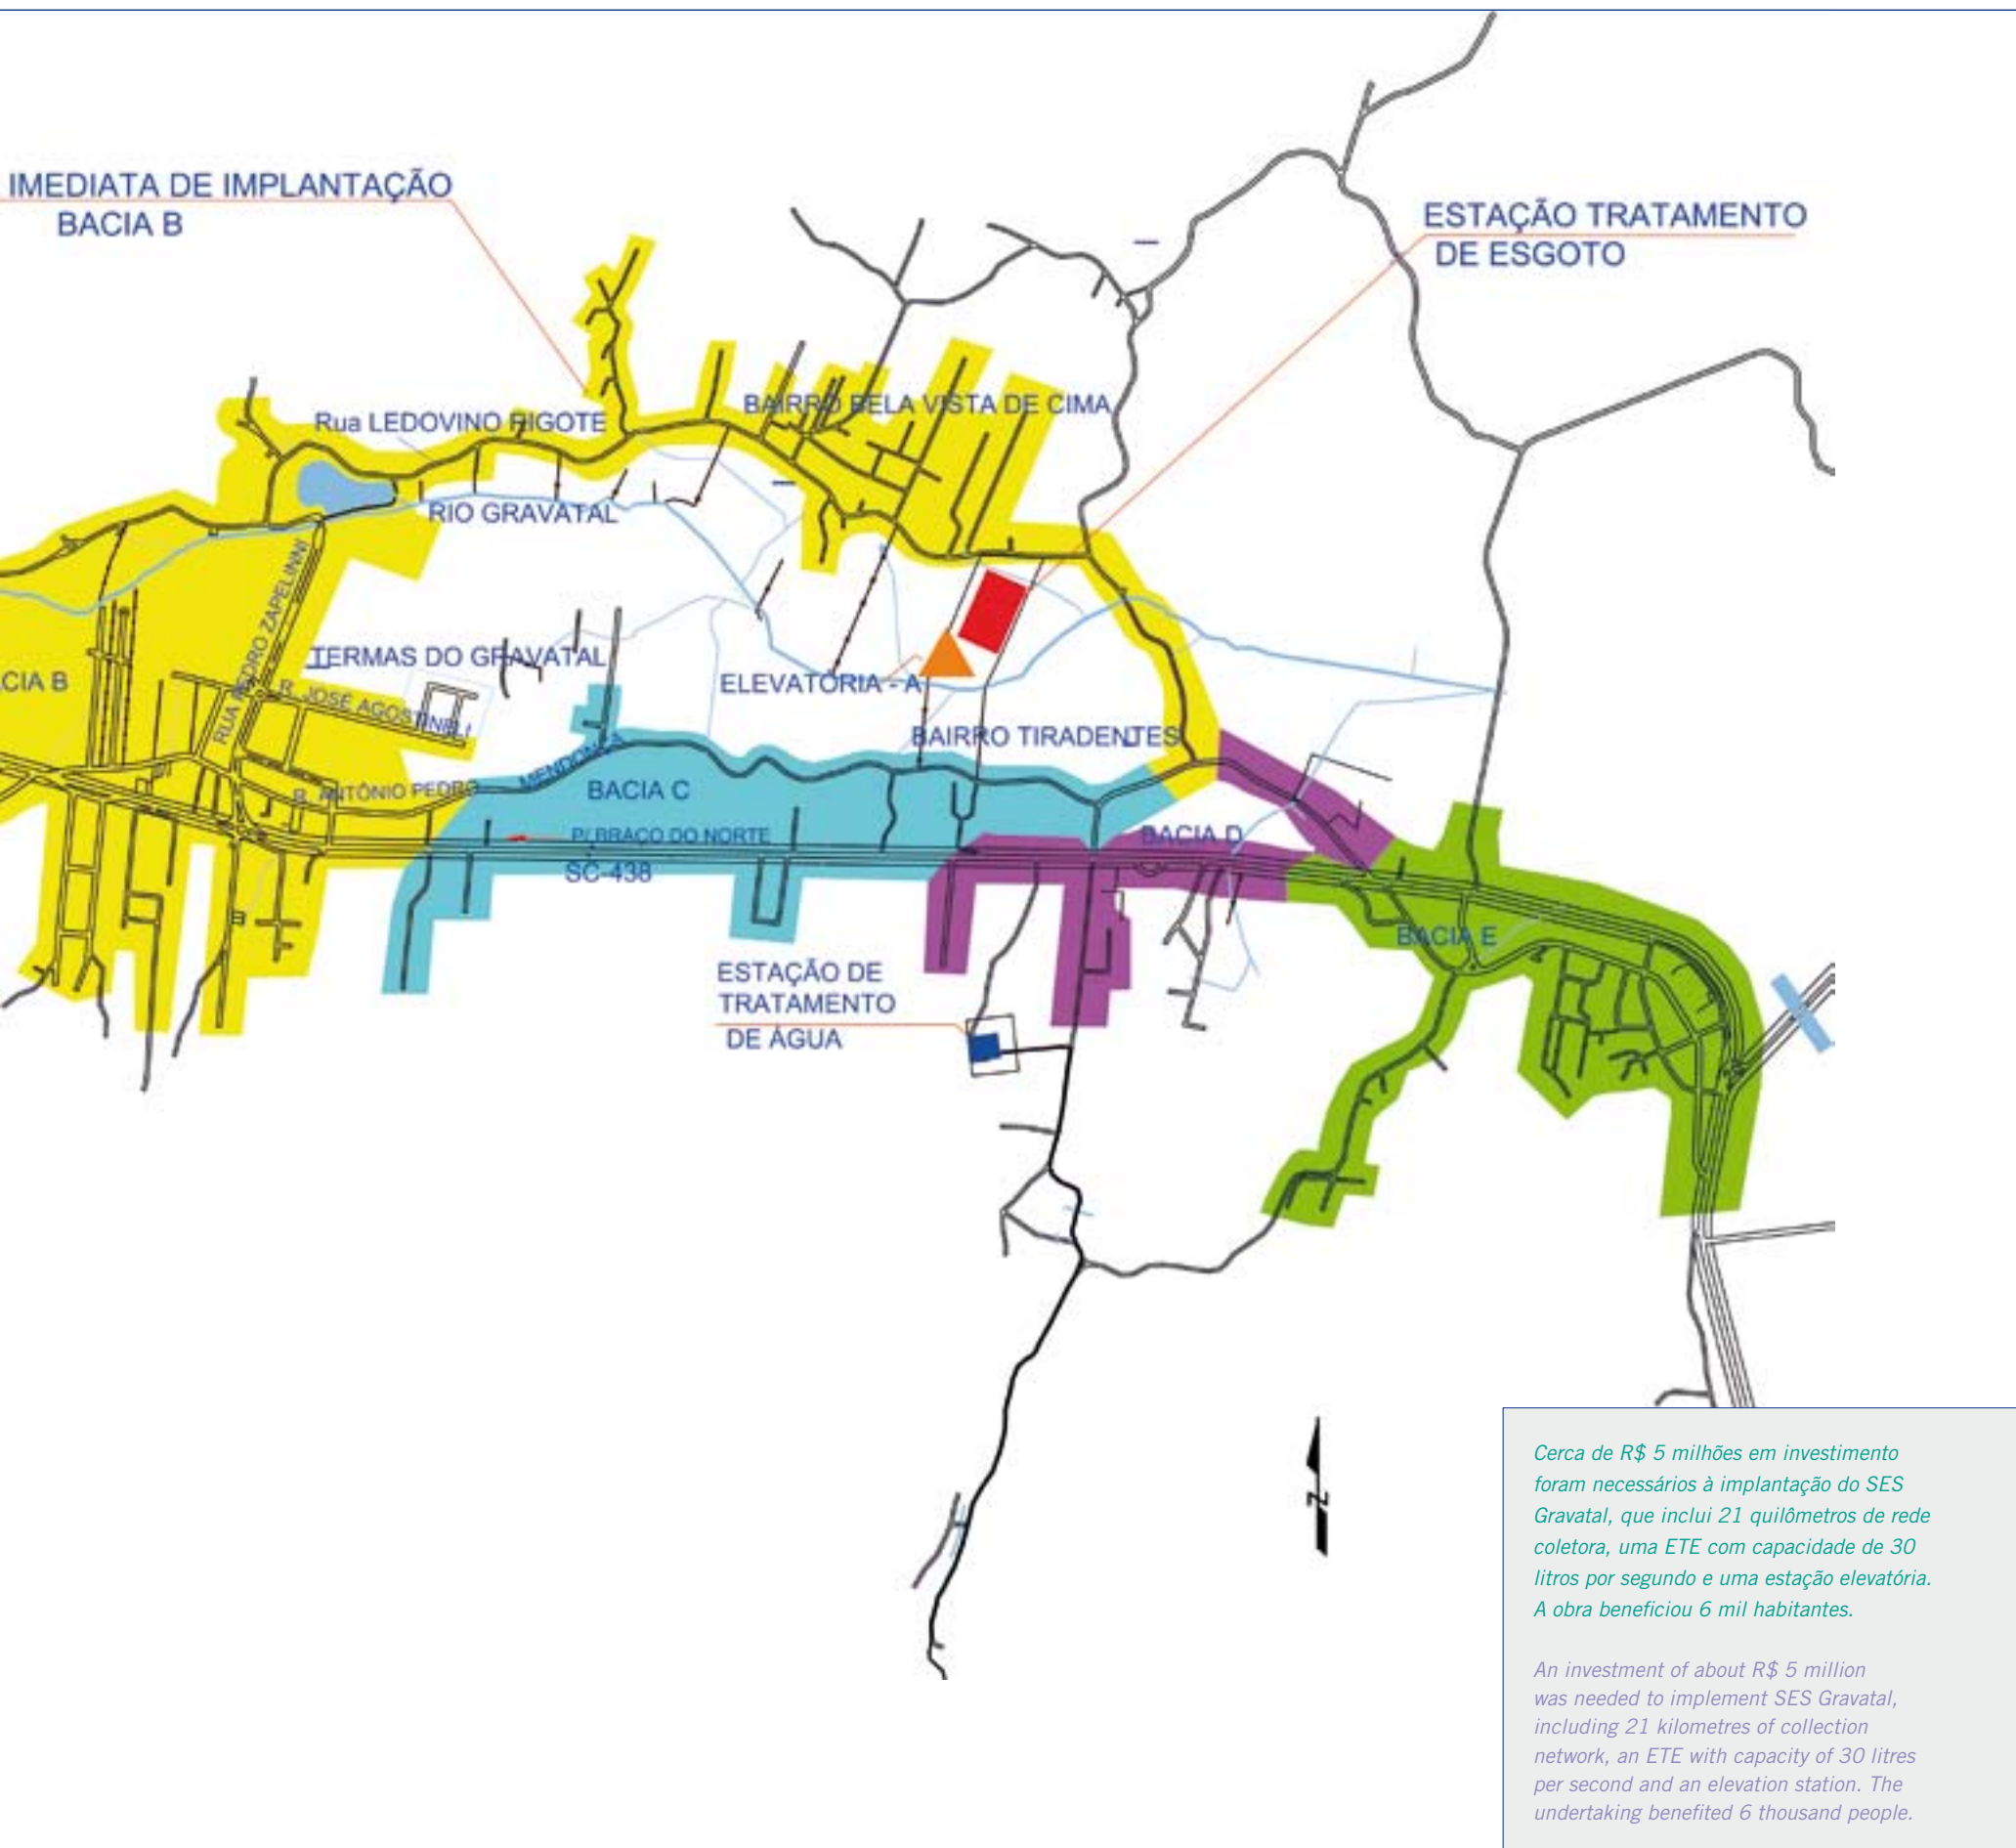 IMEDIATA DE IMPLANTAÇÃO
BACIA B
ESTAÇÃO TRATAMENTO
DE ESGOTO
Rua LEDOVINO RIGOTE
BAIRRO BELA VISTA DE CIMA
RIO GRAVATAL
RUA PEDRO ZAPELINNI
TERMAS DO GRAVATAL
CIA B
R. JOSÉ AGOSTINELI
ELEVATÓRIA - A
BAIRRO TIRADENTES
R. ANTÔNIO PEDRO MENDONÇA
BACIA C
P/ BRAÇO DO NORTE
SC-438
BACIA D
BACIA E
ESTAÇÃO DE
TRATAMENTO
DE ÁGUA
N
Cerca de R$ 5 milhões em investimento
foram necessários à implantação do SES
Gravatal, que inclui 21 quilômetros de rede
coletora, uma ETE com capacidade de 30
litros por segundo e uma estação elevatória.
A obra beneficiou 6 mil habitantes.
An investment of about R$ 5 million
was needed to implement SES Gravatal,
including 21 kilometres of collection
network, an ETE with capacity of 30 litres
per second and an elevation station. The
undertaking benefited 6 thousand people.